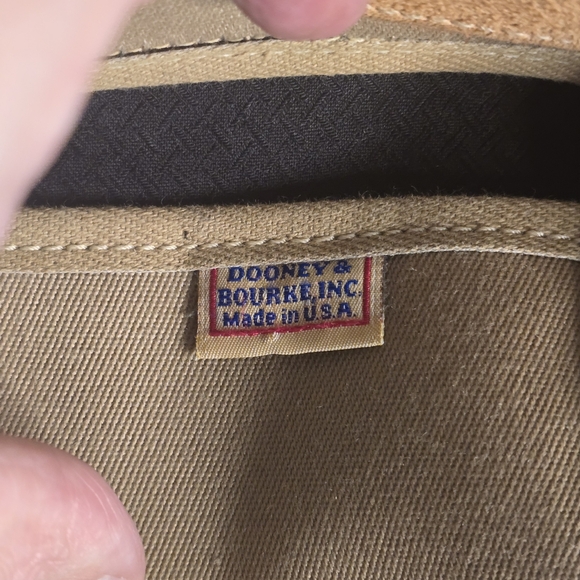 DOONEY &
BOURKE, INC.
Made in U.S.A.